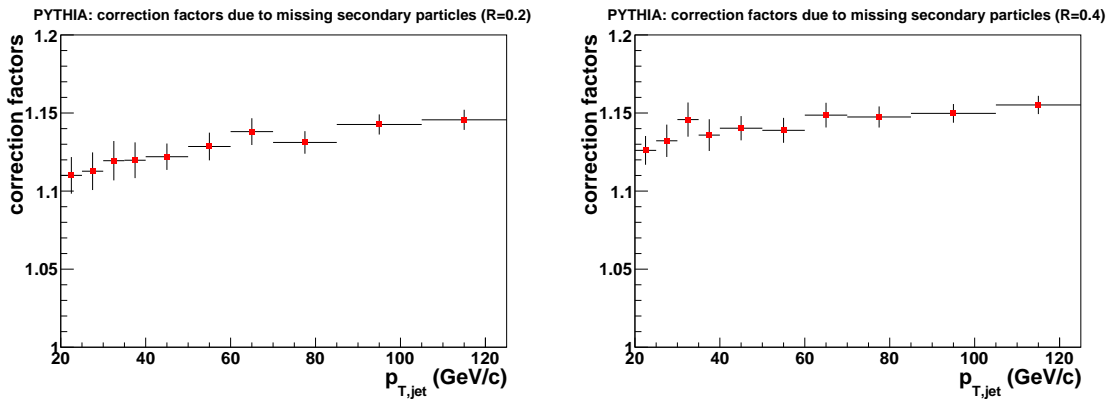 PYTHIA: correction factors due to missing secondary particles (R=0.2)
correction factors
1.2
1.15
1.1
1.05
1
20 40 60 80 100 120
p_T,jet (GeV/c)
PYTHIA: correction factors due to missing secondary particles (R=0.4)
correction factors
1.2
1.15
1.1
1.05
1
20 40 60 80 100 120
p_T,jet (GeV/c)